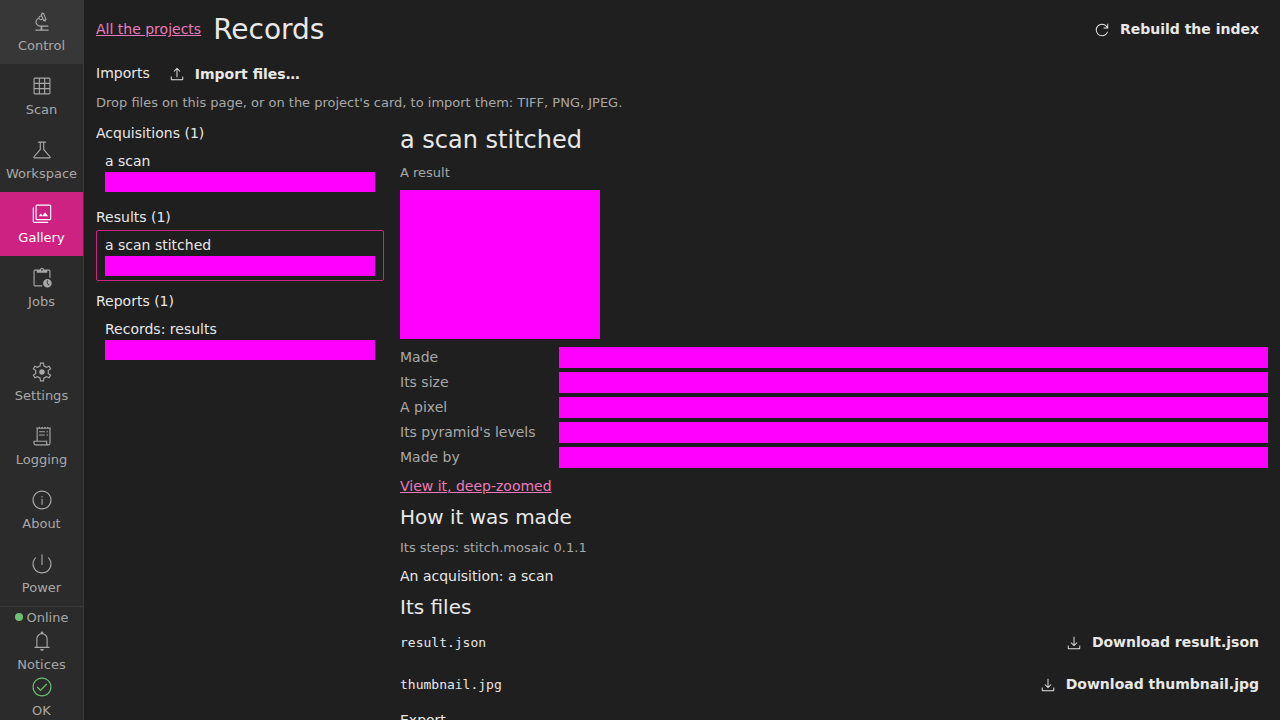 Control
Scan
Workspace
Gallery
Jobs
Settings
Logging
About
Power
Online
Notices
OK
All the projects Records
Rebuild the index
Imports Import files…
Drop files on this page, or on the project's card, to import them: TIFF, PNG, JPEG.
Acquisitions (1)
a scan
Results (1)
a scan stitched
Reports (1)
Records: results
a scan stitched
A result
Made
Its size
A pixel
Its pyramid's levels
Made by
View it, deep-zoomed
How it was made
Its steps: stitch.mosaic 0.1.1
An acquisition: a scan
Its files
result.json Download result.json
thumbnail.jpg Download thumbnail.jpg
Export